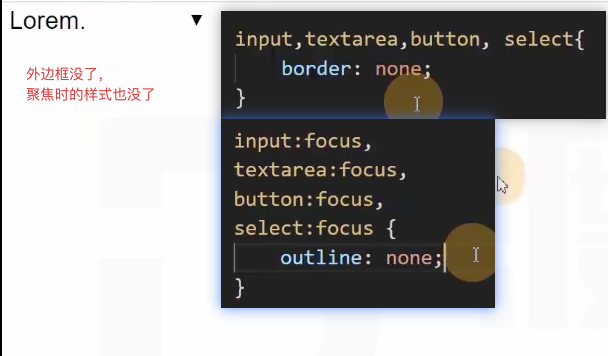 Lorem.
外边框没了，
聚焦时的样式也没了
input,textarea,button, select{
border: none;
}
input:focus,
textarea:focus,
button:focus,
select:focus {
outline: none;
}